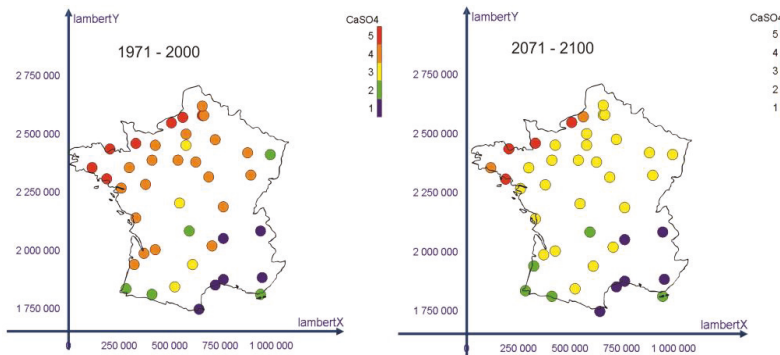 lambertY
CaSO4
1971 - 2000
5
4
3
2
1
2 750 000
2 500 000
2 250 000
2 000 000
1 750 000
lambertX
0
250 000
500 000
750 000
1 000 000
lambertY
CaSO4
2071 - 2100
5
4
3
2
1
2 750 000
2 500 000
2 250 000
2 000 000
1 750 000
lambertX
0
250 000
500 000
750 000
1 000 000